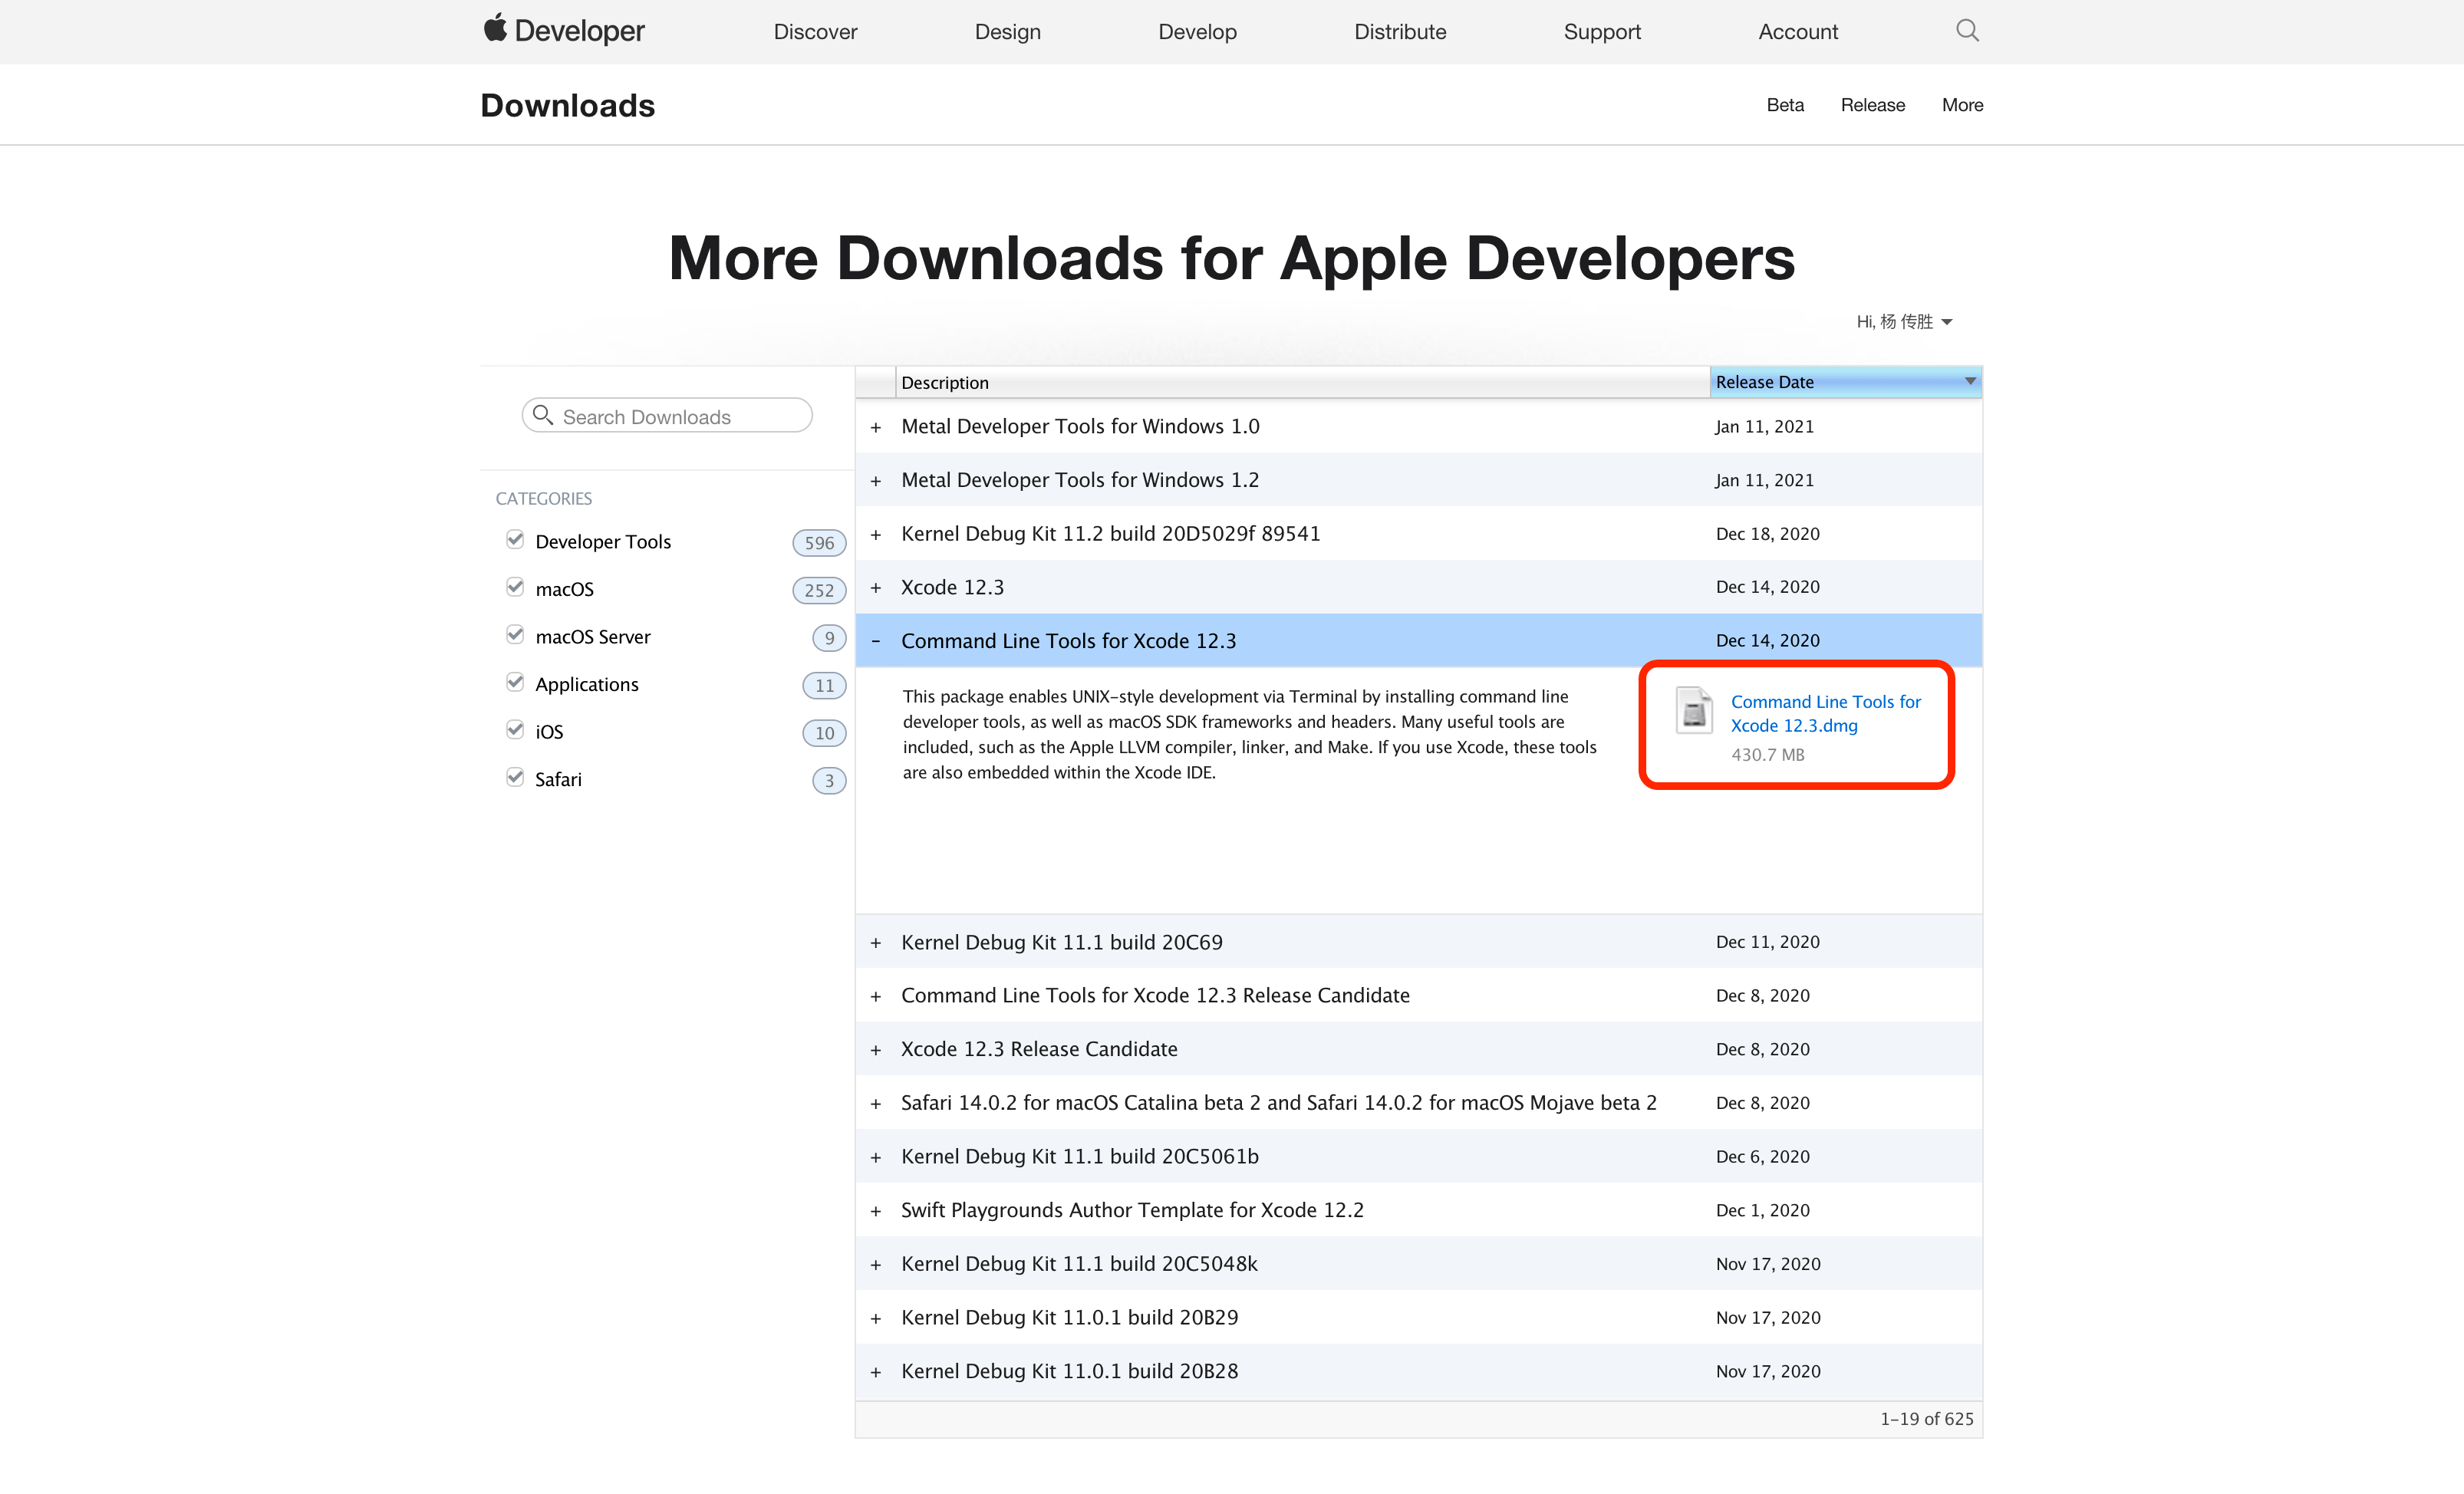 Developer Discover Design Develop Distribute Support Account
Downloads Beta Release More
More Downloads for Apple Developers
Hi, 杨 传胜
Search Downloads
CATEGORIES
Developer Tools 596
macOS 252
macOS Server 9
Applications 11
iOS 10
Safari 3
Description Release Date
+ Metal Developer Tools for Windows 1.0 Jan 11, 2021
+ Metal Developer Tools for Windows 1.2 Jan 11, 2021
+ Kernel Debug Kit 11.2 build 20D5029f 89541 Dec 18, 2020
+ Xcode 12.3 Dec 14, 2020
− Command Line Tools for Xcode 12.3 Dec 14, 2020
This package enables UNIX-style development via Terminal by installing command line
developer tools, as well as macOS SDK frameworks and headers. Many useful tools are
included, such as the Apple LLVM compiler, linker, and Make. If you use Xcode, these tools
are also embedded within the Xcode IDE.
Command Line Tools for
Xcode 12.3.dmg
430.7 MB
+ Kernel Debug Kit 11.1 build 20C69 Dec 11, 2020
+ Command Line Tools for Xcode 12.3 Release Candidate Dec 8, 2020
+ Xcode 12.3 Release Candidate Dec 8, 2020
+ Safari 14.0.2 for macOS Catalina beta 2 and Safari 14.0.2 for macOS Mojave beta 2 Dec 8, 2020
+ Kernel Debug Kit 11.1 build 20C5061b Dec 6, 2020
+ Swift Playgrounds Author Template for Xcode 12.2 Dec 1, 2020
+ Kernel Debug Kit 11.1 build 20C5048k Nov 17, 2020
+ Kernel Debug Kit 11.0.1 build 20B29 Nov 17, 2020
+ Kernel Debug Kit 11.0.1 build 20B28 Nov 17, 2020
1–19 of 625